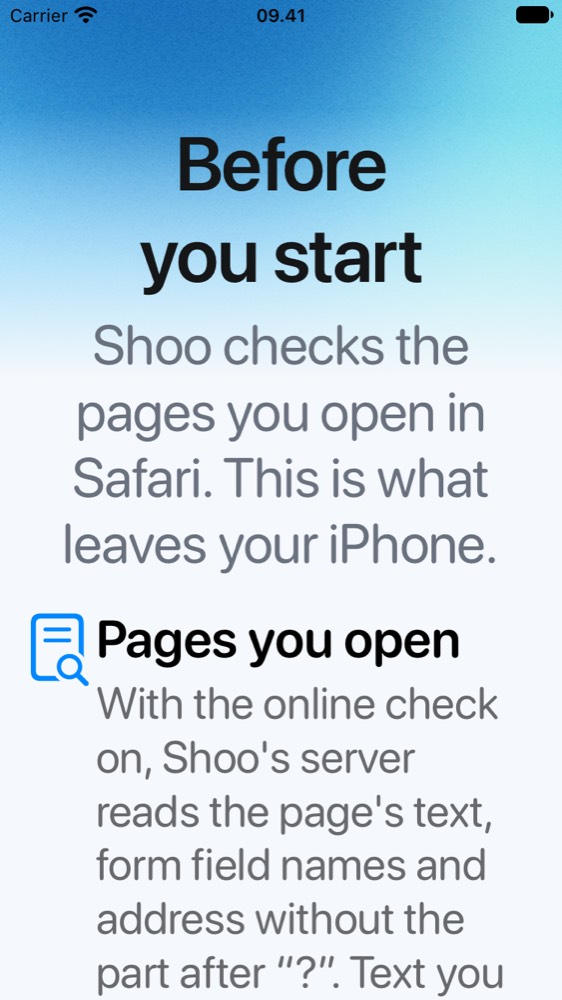 Carrier 09.41
Before
you start
Shoo checks the
pages you open in
Safari. This is what
leaves your iPhone.
Pages you open
With the online check
on, Shoo's server
reads the page's text,
form field names and
address without the
part after “?”. Text you